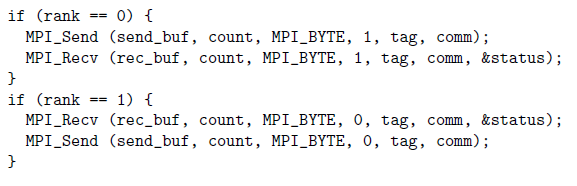 if (rank == 0) {
  MPI_Send (send_buf, count, MPI_BYTE, 1, tag, comm);
  MPI_Recv (rec_buf, count, MPI_BYTE, 1, tag, comm, &status);
}
if (rank == 1) {
  MPI_Recv (rec_buf, count, MPI_BYTE, 0, tag, comm, &status);
  MPI_Send (send_buf, count, MPI_BYTE, 0, tag, comm);
}